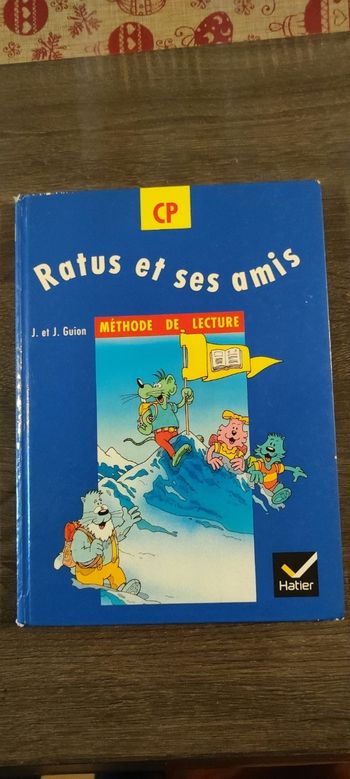 CP
Ratus et ses amis
J. et J. Guion
MÉTHODE DE LECTURE
Hatier